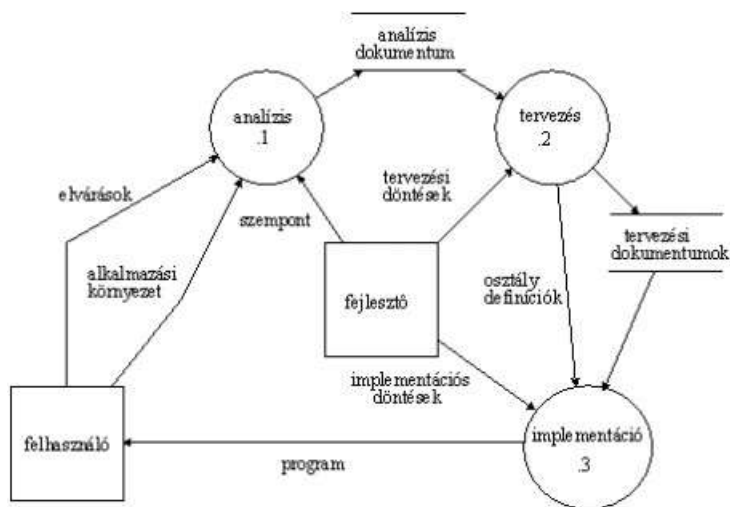 analízis
dokumentum
analízis
.1
tervezés
.2
elvárások
tervezési
döntések
szempont
alkalmazási
környezet
tervezési
dokumentumok
fejlesztő
osztály
definíciók
implementációs
döntések
felhasználó
implementáció
.3
program